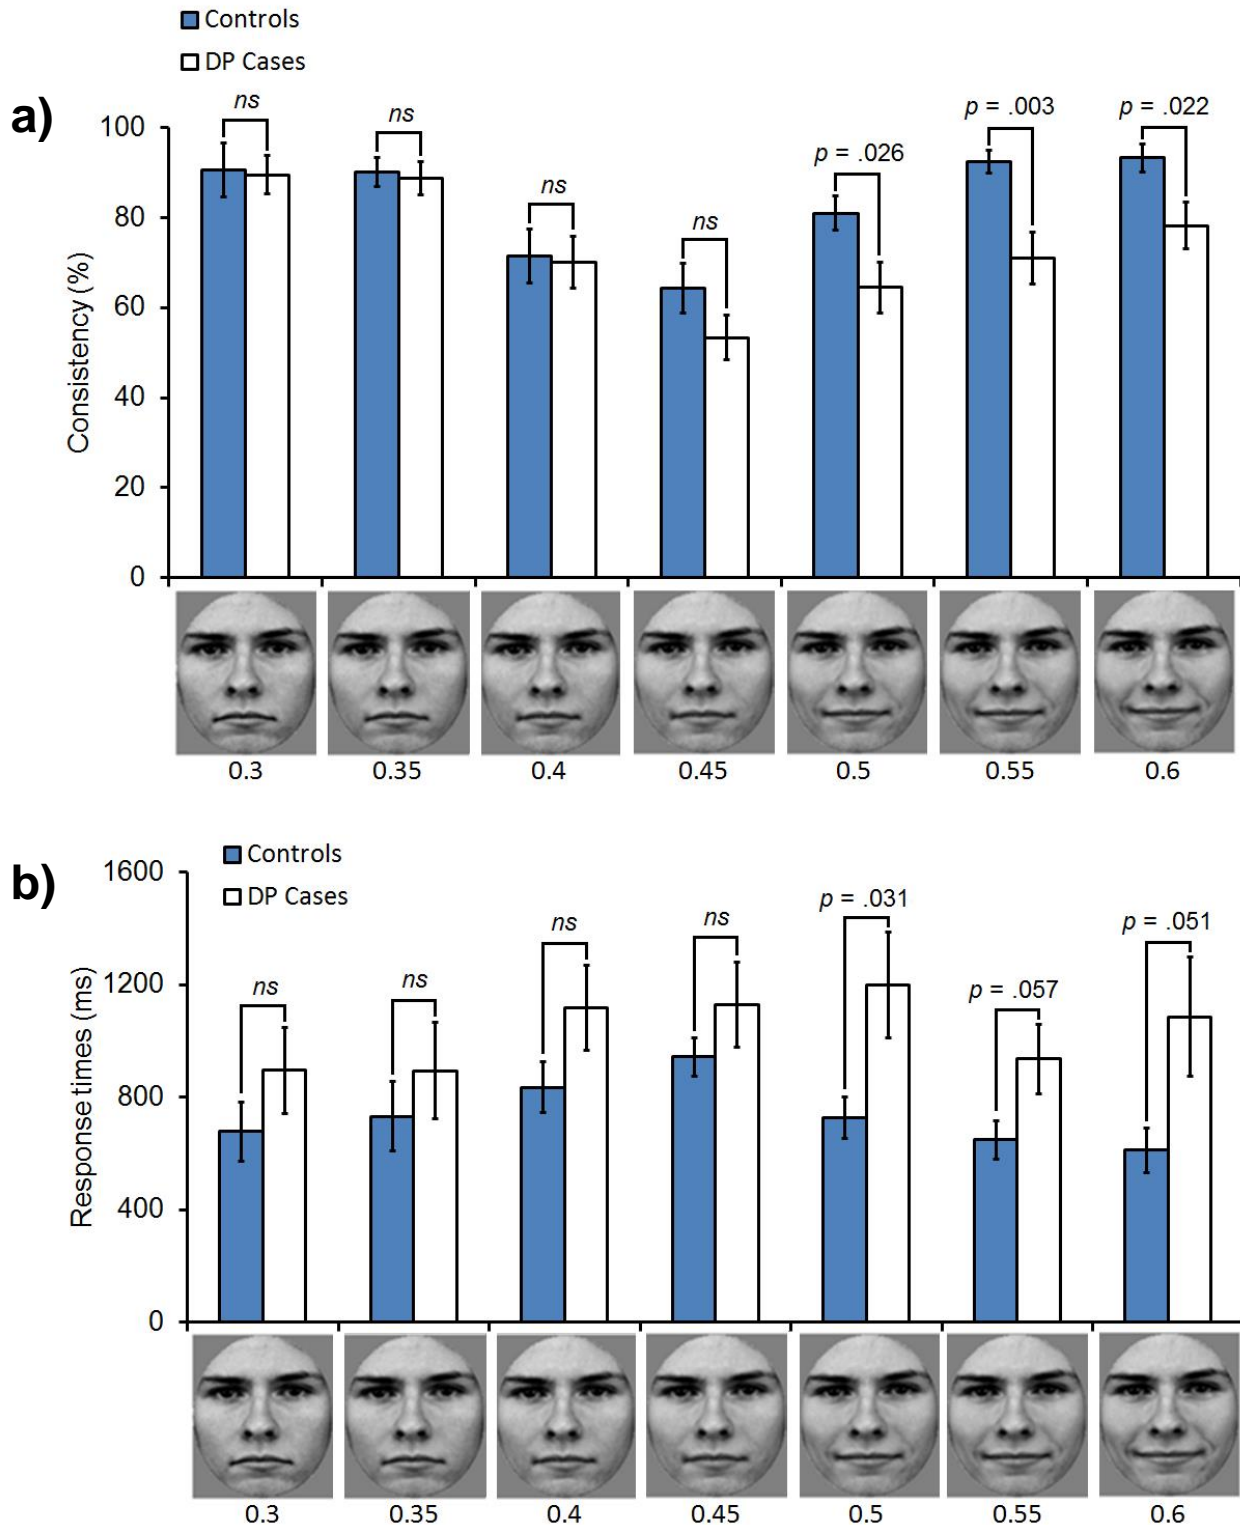 Controls
DP Cases
a)
ns
ns
ns
ns
p = .026
p = .003
p = .022
100
80
60
40
20
0
Consistency (%)
0.3 0.35 0.4 0.45 0.5 0.55 0.6
b)
Controls
DP Cases
1600
1200
800
400
0
Response times (ms)
ns
ns
ns
ns
p = .031
p = .057
p = .051
0.3 0.35 0.4 0.45 0.5 0.55 0.6